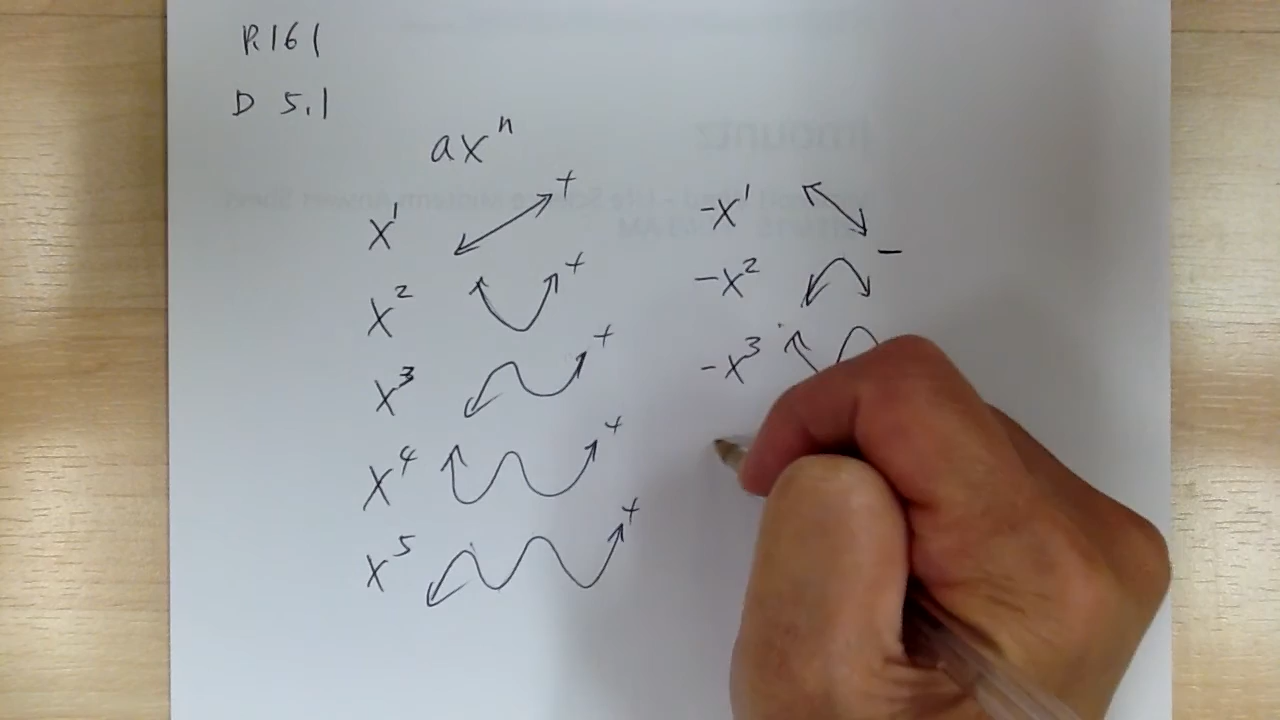 P.161
D 5.1
ax^n
x^1 +
x^2 +
x^3 +
x^4 +
x^5 +
-x^1
-x^2 -
-x^3